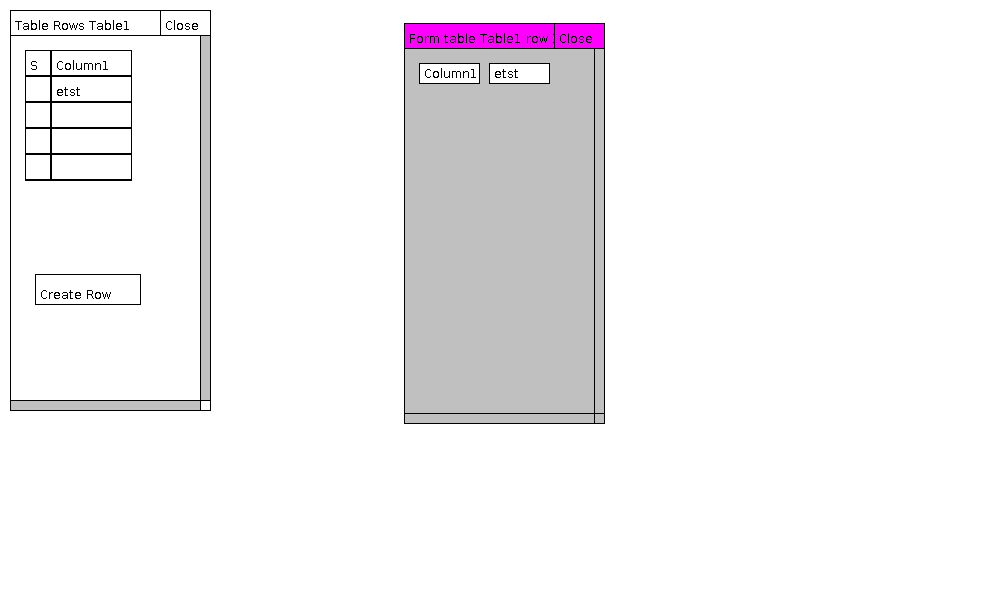 Table Rows Table1 Close
S Column1
etst
Create Row
Form table Table1 row Close
Column1 etst